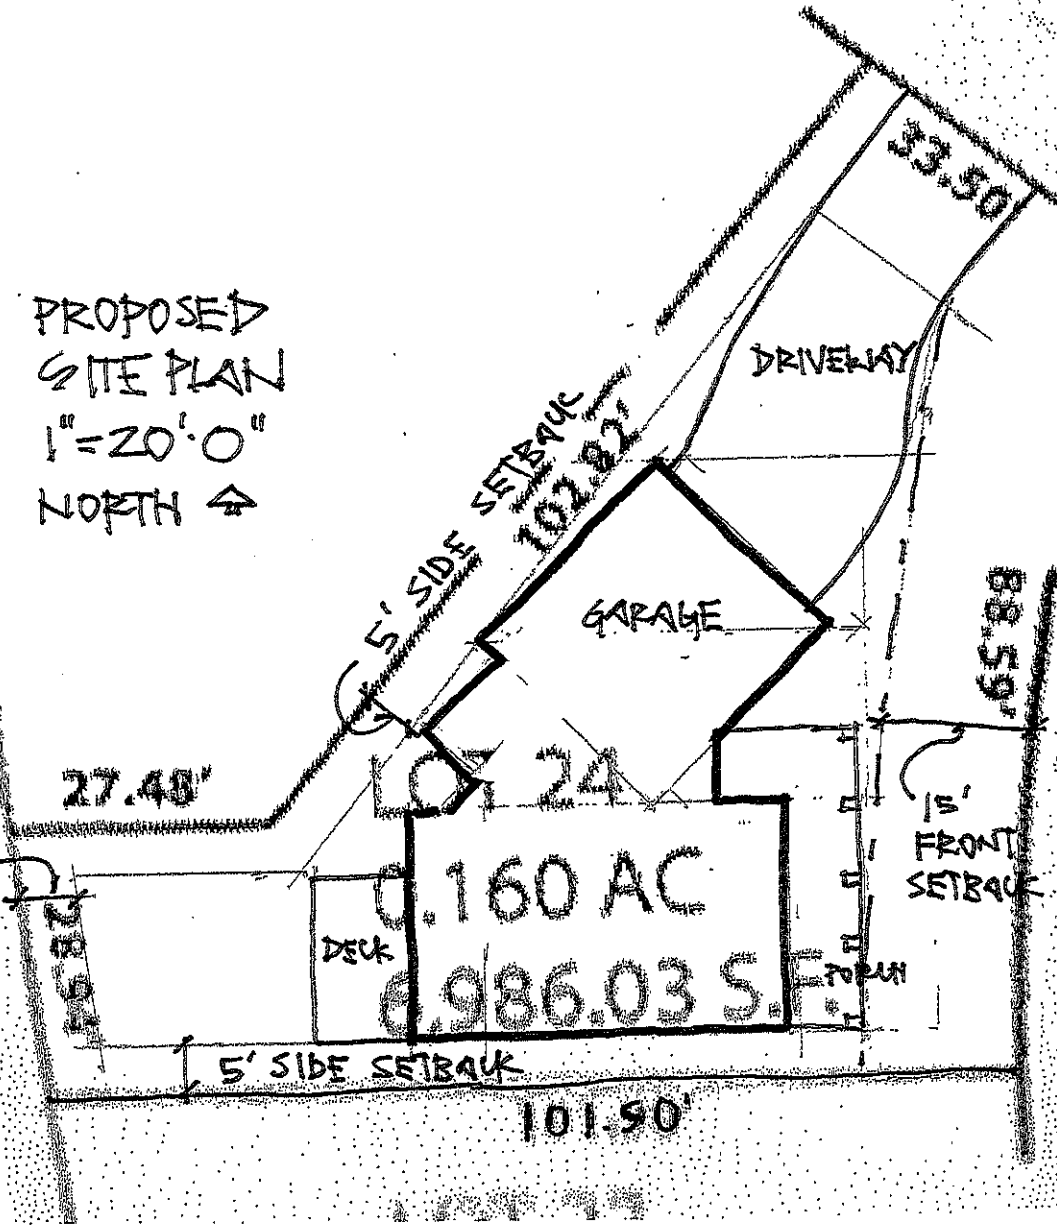 33.50
PROPOSED
SITE PLAN
1"=20'·0"
NORTH
DRIVEWAY
5' SIDE SETBACK
102.82'
GARAGE
88.59'
27.48'
LOT 24
0.160 AC
6,986.03 S.F.
15'
FRONT
SETBACK
DECK
PORCH
5' SIDE SETBACK
101.90'